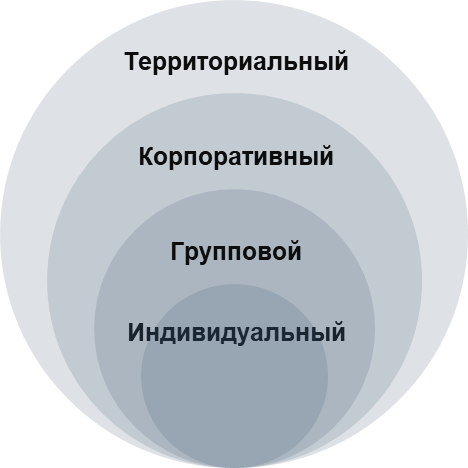 Территориальный
Корпоративный
Групповой
Индивидуальный